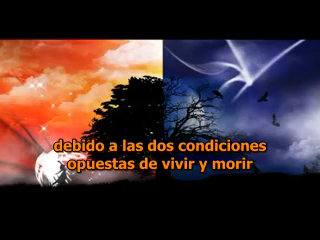 debido a las dos condiciones
opuestas de vivir y morir